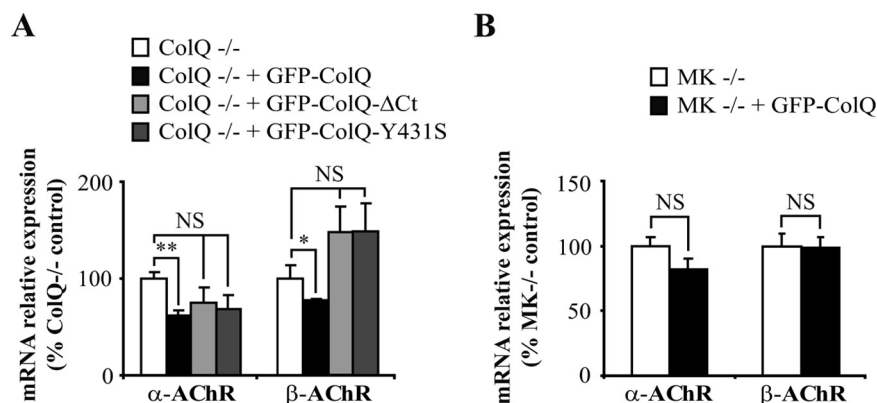 A
ColQ -/-
ColQ -/- + GFP-ColQ
ColQ -/- + GFP-ColQ-ΔCt
ColQ -/- + GFP-ColQ-Y431S
mRNA relative expression
(% ColQ-/- control)
200
100
0
NS
**
NS
*
α-AChR
β-AChR
B
MK -/-
MK -/- + GFP-ColQ
mRNA relative expression
(% MK-/- control)
150
100
50
0
NS
NS
α-AChR
β-AChR